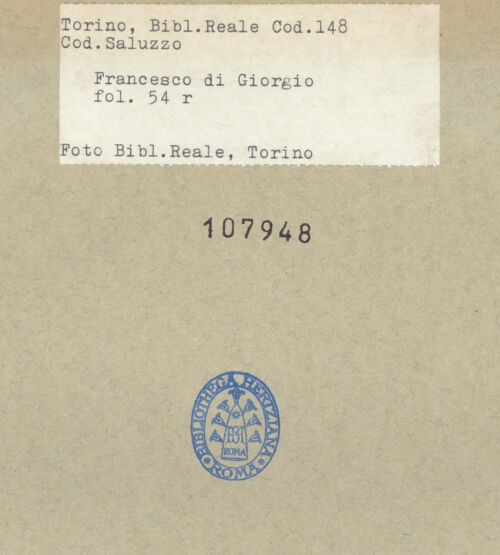 Torino, Bibl.Reale Cod.148
Cod.Saluzzo
Francesco di Giorgio
fol. 54 r
Foto Bibl.Reale, Torino
107948
BIBLIOTHECA HERTZIANA
ROMA
ROMA